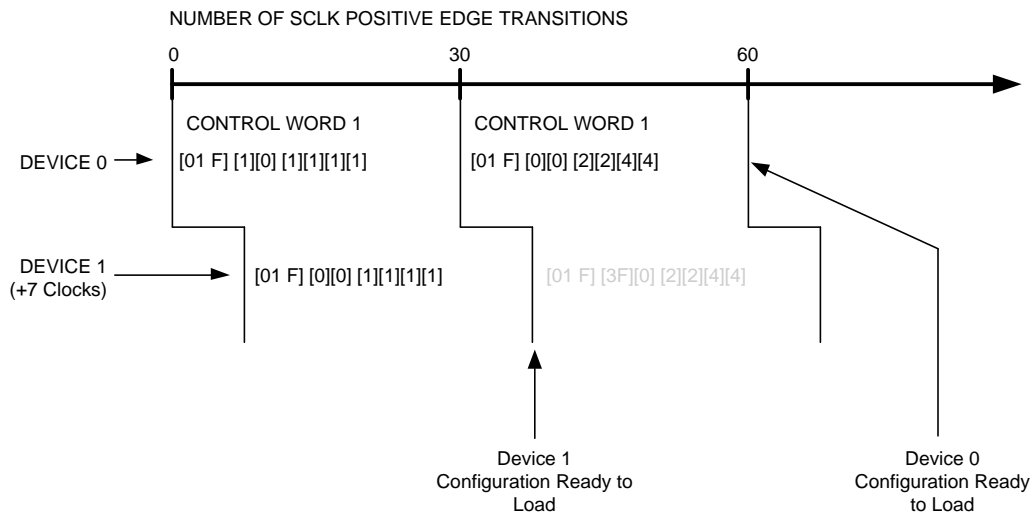 NUMBER OF SCLK POSITIVE EDGE TRANSITIONS
0 30 60
CONTROL WORD 1 CONTROL WORD 1
DEVICE 0 [01 F] [1][0] [1][1][1][1] [01 F] [0][0] [2][2][4][4]
DEVICE 1
(+7 Clocks)
[01 F] [0][0] [1][1][1][1] [01 F] [3F][0] [2][2][4][4]
Device 1
Configuration Ready to
Load
Device 0
Configuration Ready
to Load